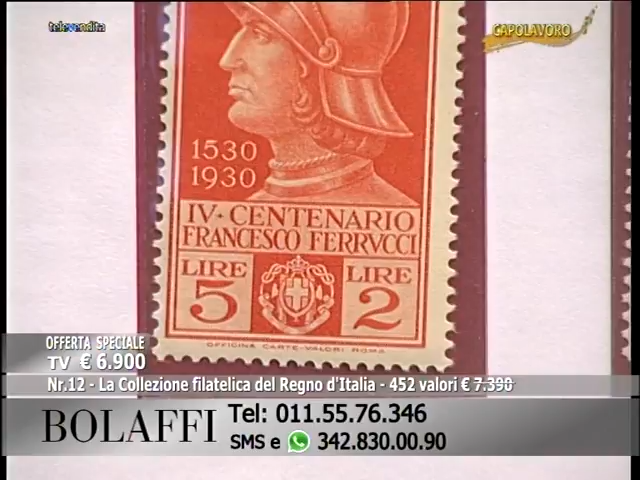 televendita
CAPOLAVORO
1530
1930
IV · CENTENARIO
FRANCESCO FERRVCCI
LIRE LIRE
5 2
OFFICINA CARTE-VALORI ROMA
OFFERTA SPECIALE
TV € 6.900
Nr.12 - La Collezione filatelica del Regno d'Italia - 452 valori € 7.390
BOLAFFI
Tel: 011.55.76.346
SMS e 342.830.00.90